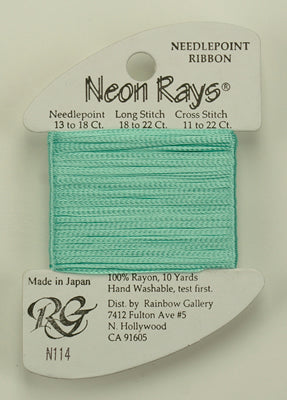 NEEDLEPOINT
RIBBON
Neon Rays®
Needlepoint Long Stitch Cross Stitch
13 to 18 Ct. 18 to 22 Ct. 11 to 22 Ct.
Made in Japan
RG
N114
100% Rayon, 10 Yards
Hand Washable, test first.
Dist. by Rainbow Gallery
7412 Fulton Ave #5
N. Hollywood
CA 91605